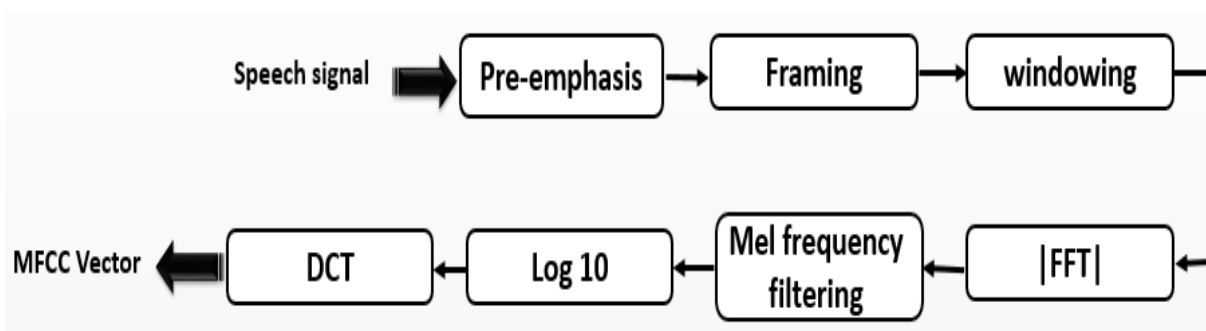 Speech signal
Pre-emphasis
Framing
windowing
|FFT|
Mel frequency
filtering
Log 10
DCT
MFCC Vector